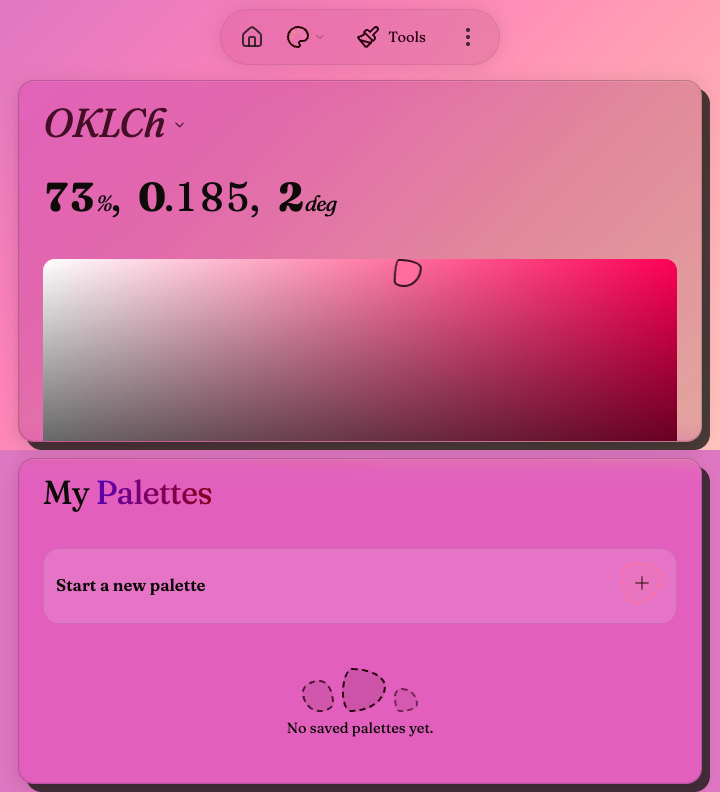 Tools
OKLCh
73%, 0.185, 2deg
My Palettes
Start a new palette
No saved palettes yet.